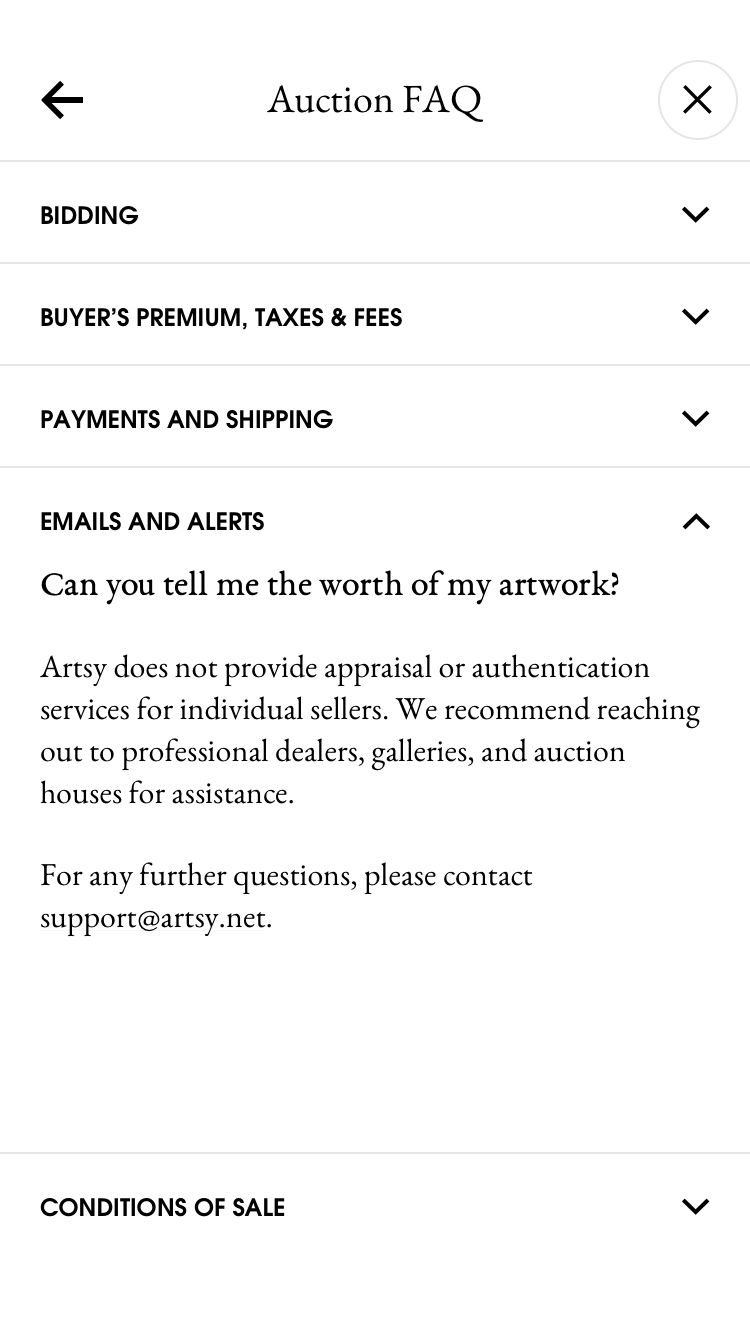 Auction FAQ
BIDDING
BUYER’S PREMIUM, TAXES & FEES
PAYMENTS AND SHIPPING
EMAILS AND ALERTS
Can you tell me the worth of my artwork?
Artsy does not provide appraisal or authentication
services for individual sellers. We recommend reaching
out to professional dealers, galleries, and auction
houses for assistance.
For any further questions, please contact
support@artsy.net.
CONDITIONS OF SALE